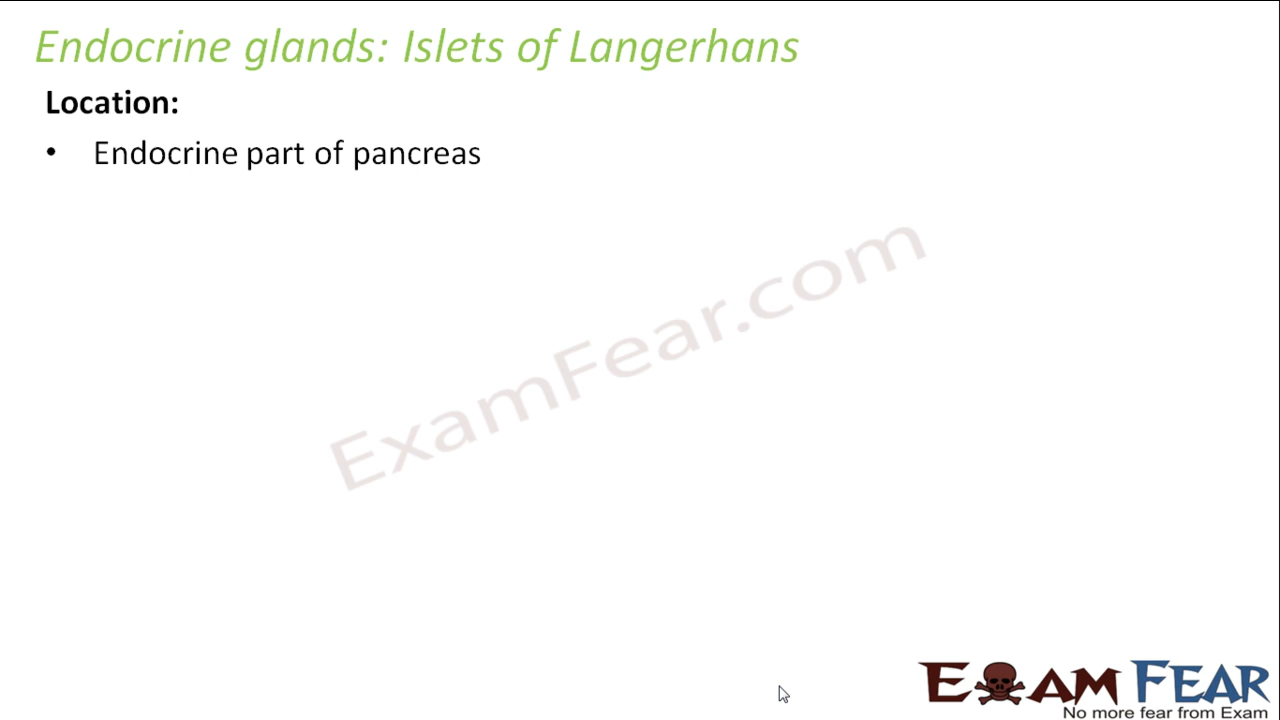 Endocrine glands: Islets of Langerhans
Location:
• Endocrine part of pancreas
ExamFear.com
EXAM FEAR
No more fear from Exam